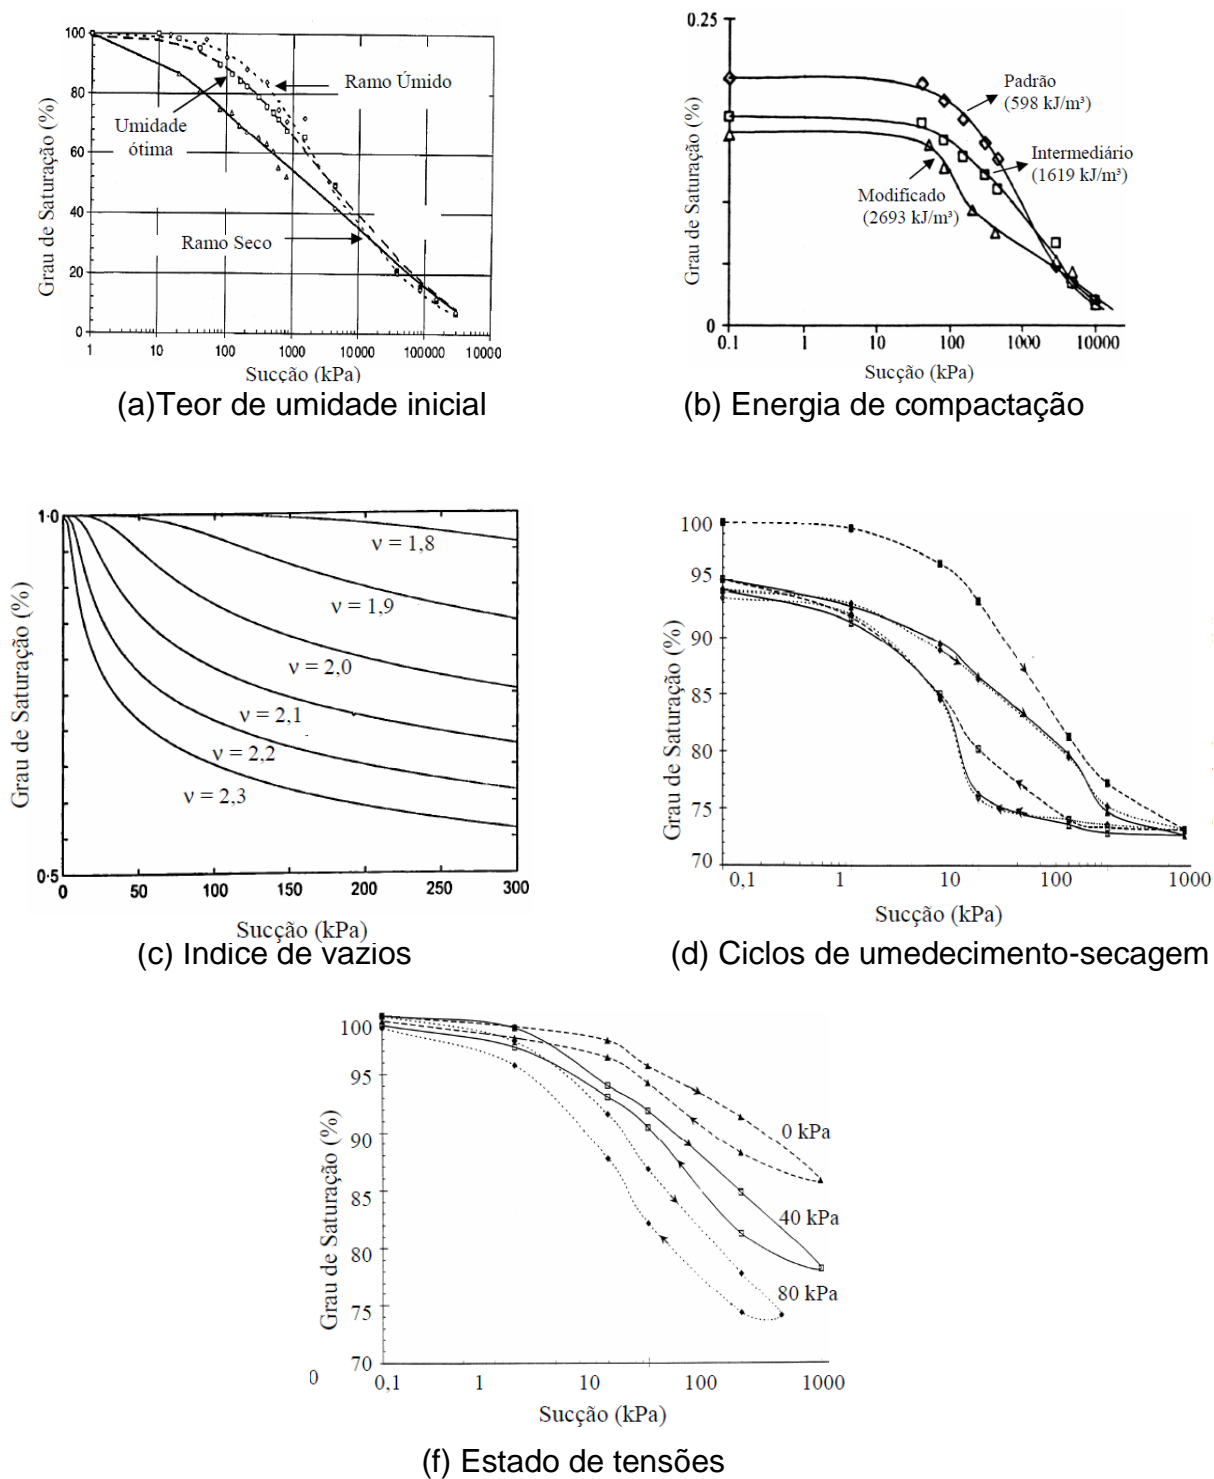 100
80
60
40
20
0
Grau de Saturação (%)
Ramo Úmido
Umidade
ótima
Ramo Seco
1
10
100
1000
10000
100000
10000
Sucção (kPa)
(a)Teor de umidade inicial
0.25
0
Grau de Saturação (%)
Padrão
(598 kJ/m³)
Intermediário
(1619 kJ/m³)
Modificado
(2693 kJ/m³)
0.1
1
10
100
1000
10000
Sucção (kPa)
(b) Energia de compactação
1·0
0·5
Grau de Saturação (%)
ν = 1,8
ν = 1,9
ν = 2,0
ν = 2,1
ν = 2,2
ν = 2,3
0
50
100
150
200
250
300
Sucção (kPa)
(c) Indice de vazios
100
95
90
85
80
75
70
Grau de Saturação (%)
0,1
1
10
100
1000
Sucção (kPa)
(d) Ciclos de umedecimento-secagem
100
95
90
85
80
75
70
Grau de Saturação (%)
0 kPa
40 kPa
80 kPa
0
0,1
1
10
100
1000
Sucção (kPa)
(f) Estado de tensões